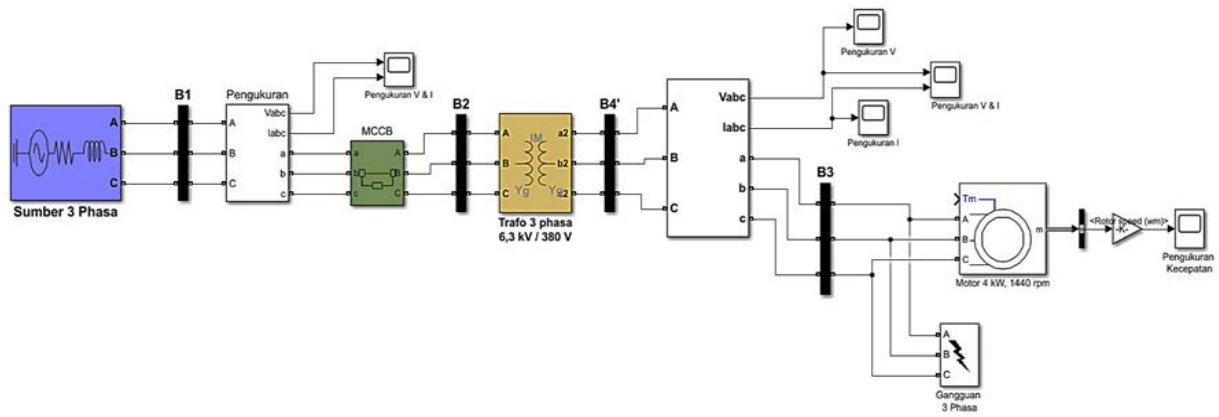 A
B
C
Sumber 3 Phasa
B1
Pengukuran
A
B
C
Vabc
Iabc
a
b
c
Pengukuran V & I
MCCB
a
b
c
A
B
C
B2
A
B
C
a2
b2
c2
Yg
Yg
Trafo 3 phasa
6,3 kV / 380 V
B4'
A
B
C
Vabc
Iabc
a
b
c
Pengukuran V
Pengukuran V & I
Pengukuran I
B3
Tm
A
B
C
m
Motor 4 kW, 1440 rpm
<Rotor speed (wm)>
-K-
Pengukuran
Kecepatan
A
B
C
Gangguan
3 Phasa